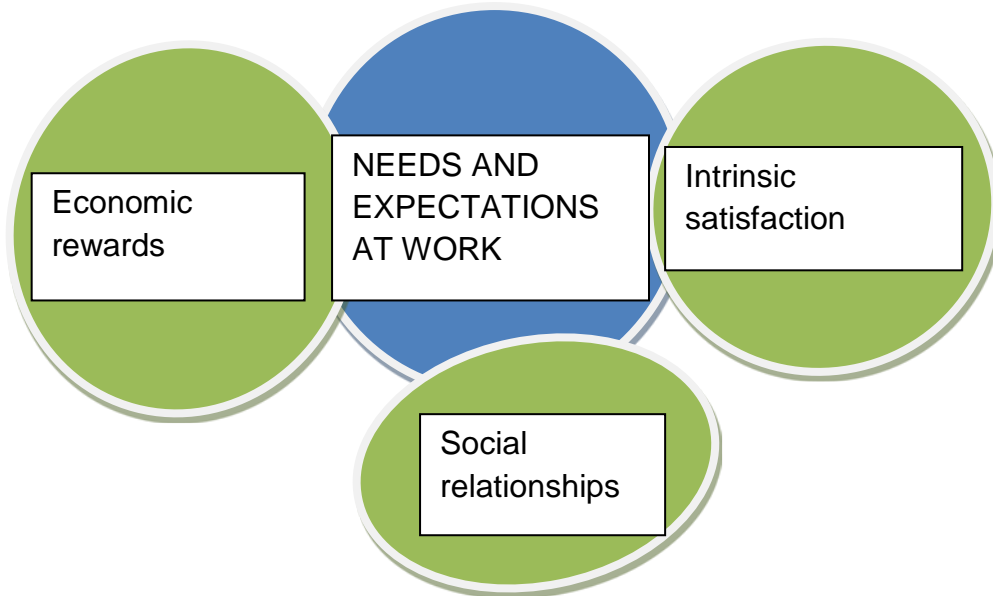 Economic
rewards
NEEDS AND
EXPECTATIONS
AT WORK
Intrinsic
satisfaction
Social
relationships